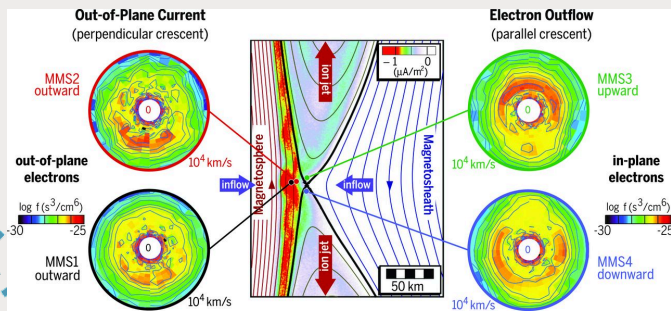 Out-of-Plane Current
(perpendicular crescent)
MMS2
outward
0
10⁴ km/s
out-of-plane
electrons
log f (s³/cm⁶)
-30
-25
MMS1
outward
0
10⁴ km/s
ion jet
−1
0
(μA/m²)
Magnetosphere
inflow
inflow
Magnetosheath
ion jet
50 km
Electron Outflow
(parallel crescent)
MMS3
upward
0
10⁴ km/s
in-plane
electrons
log f (s³/cm⁶)
-30
-25
MMS4
downward
0
10⁴ km/s